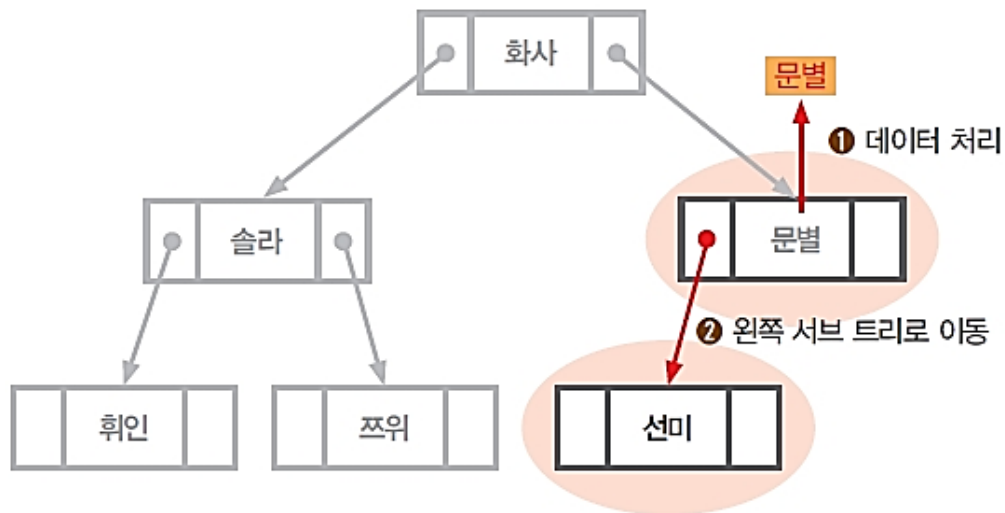 화사
문별
❶ 데이터 처리
솔라
문별
❷ 왼쪽 서브 트리로 이동
휘인
쯔위
선미